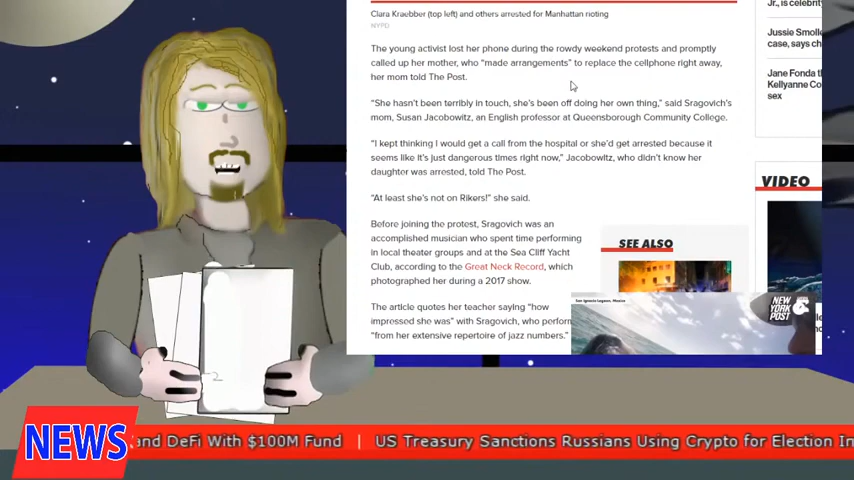 Clara Kraebber (top left) and others arrested for Manhattan rioting
NYPD
The young activist lost her phone during the rowdy weekend protests and promptly
called up her mother, who “made arrangements” to replace the cellphone right away,
her mom told The Post.
“She hasn’t been terribly in touch, she’s been off doing her own thing,” said Sragovich’s
mom, Susan Jacobowitz, an English professor at Queensborough Community College.
“I kept thinking I would get a call from the hospital or she’d get arrested because it
seems like it’s just dangerous times right now,” Jacobowitz, who didn’t know her
daughter was arrested, told The Post.
“At least she’s not on Rikers!” she said.
Before joining the protest, Sragovich was an
accomplished musician who spent time performing
in local theater groups and at the Sea Cliff Yacht
Club, according to the Great Neck Record, which
photographed her during a 2017 show.
The article quotes her teacher saying “how
impressed she was” with Sragovich, who perform
“from her extensive repertoire of jazz numbers.”
SEE ALSO
San Ignacio Lagoon, Mexico
NEW
YORK
POST
Jr., is celebrity
Jussie Smolle
case, says ch
Jane Fonda t
Kellyanne Co
sex
VIDEO
2
NEWS
and DeFi With $100M Fund | US Treasury Sanctions Russians Using Crypto for Election In